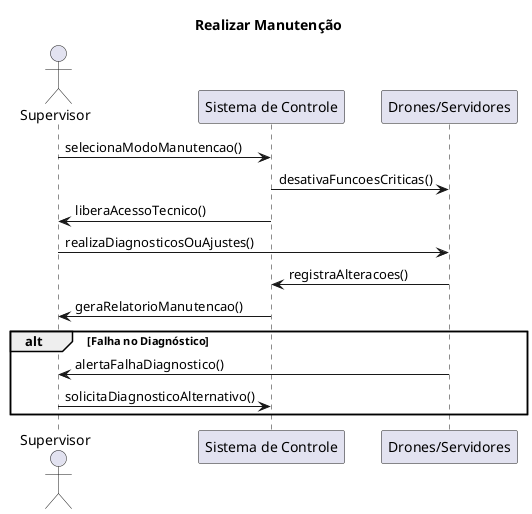 Realizar Manutenção
Supervisor
Sistema de Controle
Drones/Servidores
selecionaModoManutencao()
desativaFuncoesCriticas()
liberaAcessoTecnico()
realizaDiagnosticosOuAjustes()
registraAlteracoes()
geraRelatorioManutencao()
alt [Falha no Diagnóstico]
alertaFalhaDiagnostico()
solicitaDiagnosticoAlternativo()
Supervisor
Sistema de Controle
Drones/Servidores